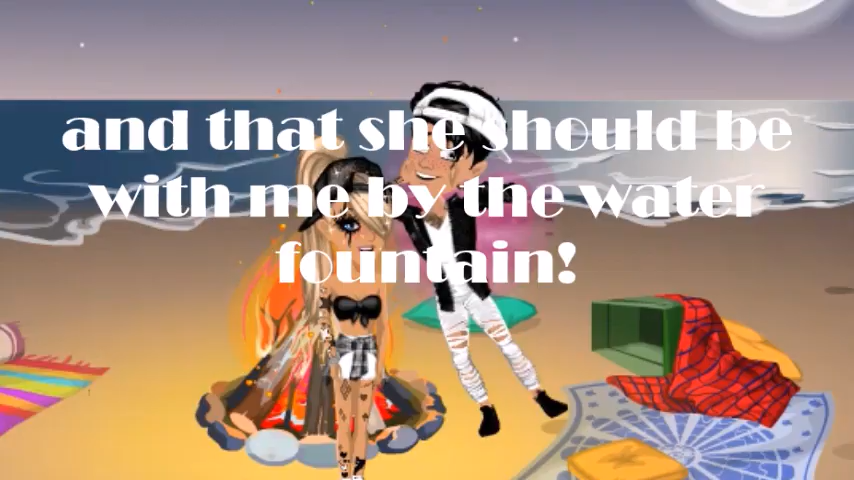 and that she should be
with me by the water
fountain!